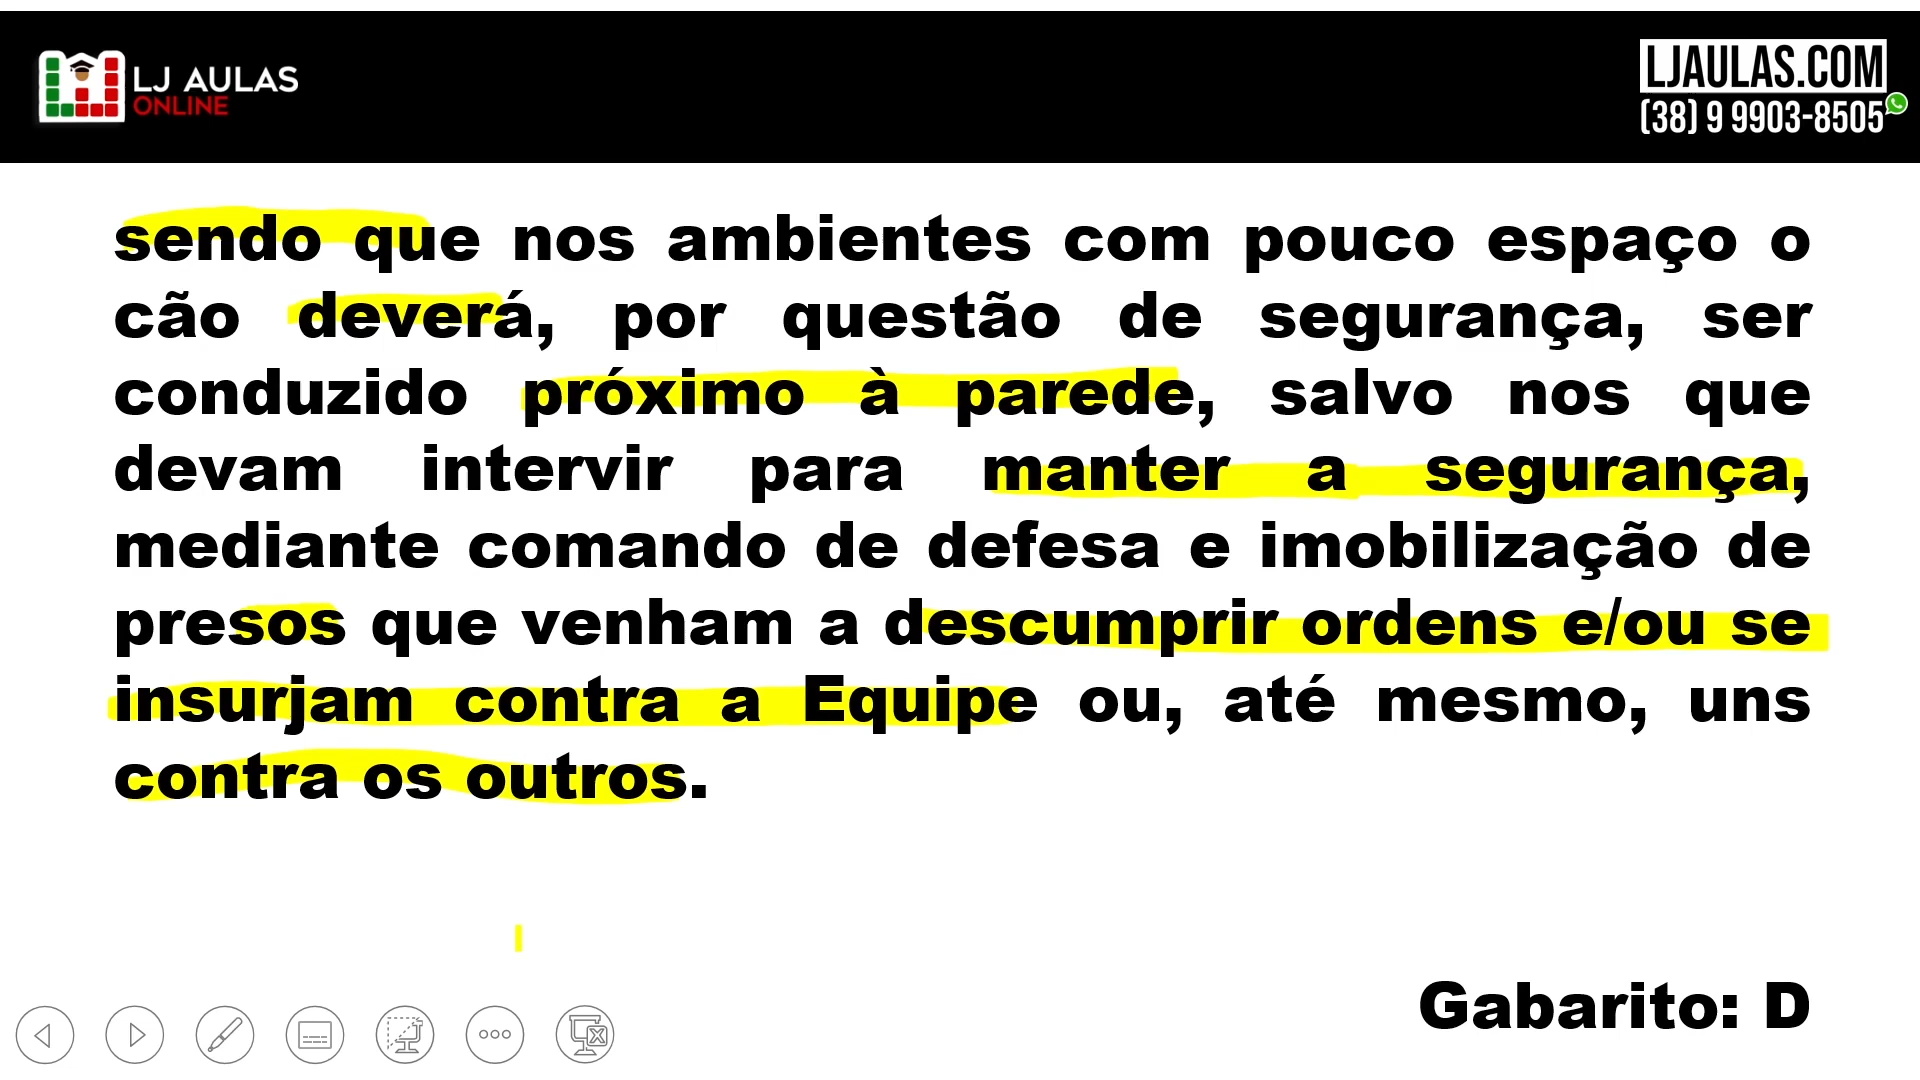 LJ AULAS
ONLINE
LJAULAS.COM
(38) 9 9903-8505
sendo que nos ambientes com pouco espaço o
cão deverá, por questão de segurança, ser
conduzido próximo à parede, salvo nos que
devam intervir para manter a segurança,
mediante comando de defesa e imobilização de
presos que venham a descumprir ordens e/ou se
insurjam contra a Equipe ou, até mesmo, uns
contra os outros.
Gabarito: D